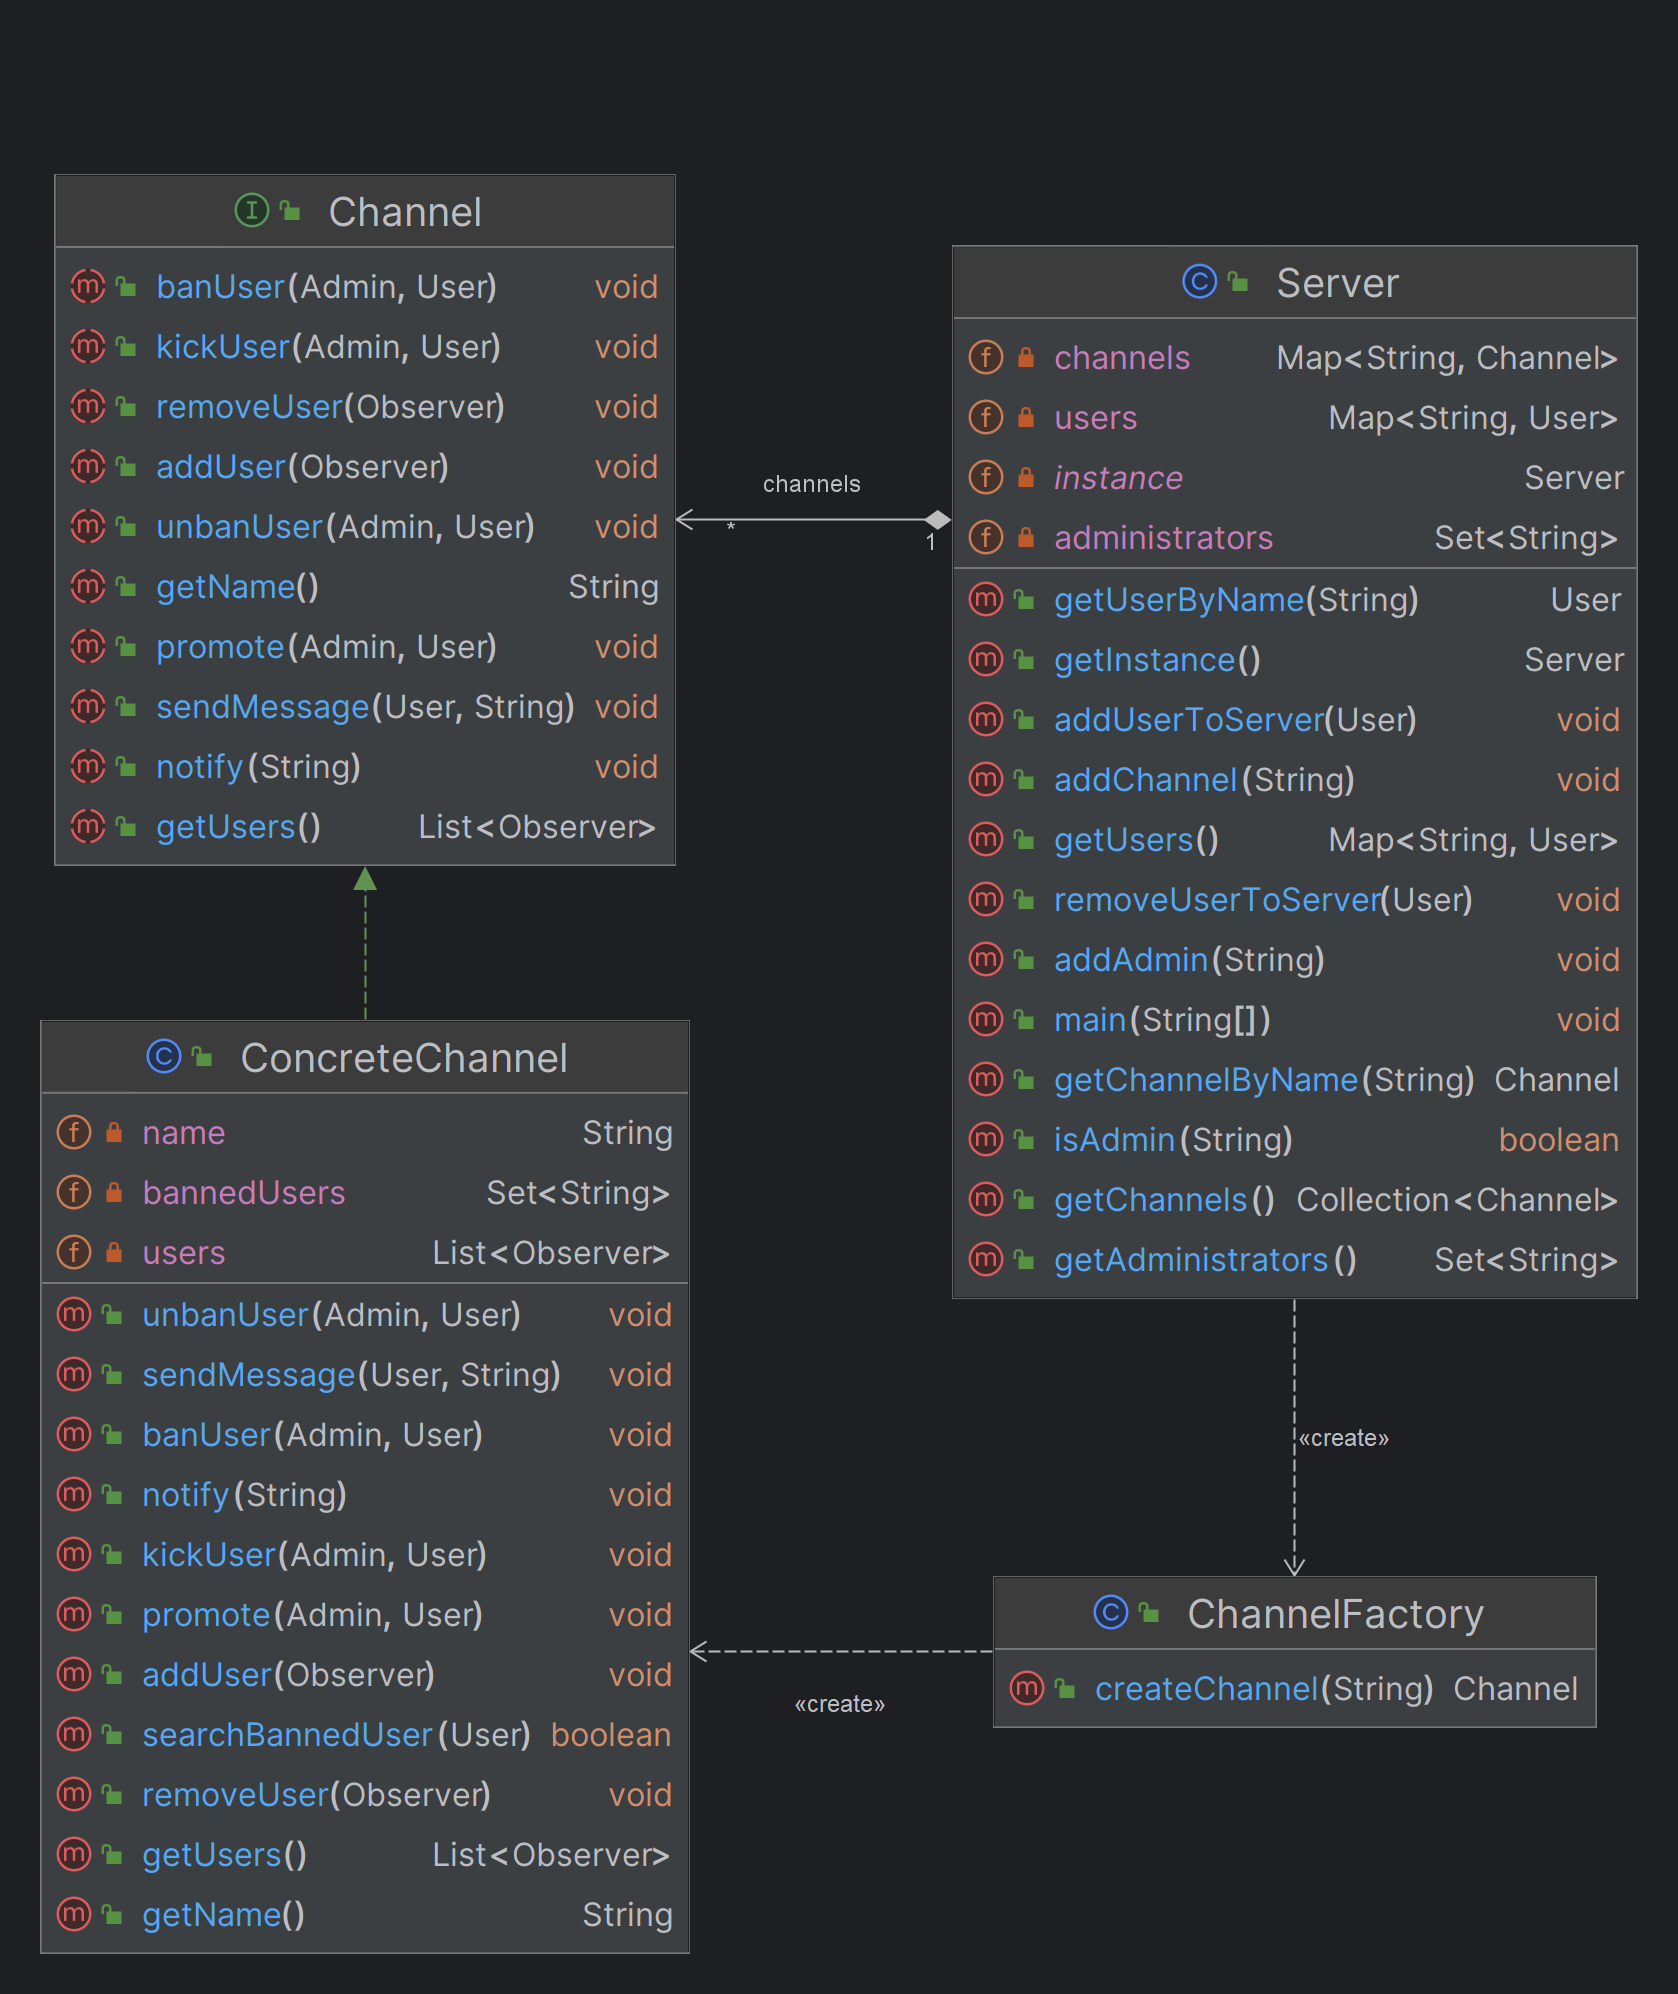 Channel
banUser(Admin, User) void
kickUser(Admin, User) void
removeUser(Observer) void
addUser(Observer) void
unbanUser(Admin, User) void
getName() String
promote(Admin, User) void
sendMessage(User, String) void
notify(String) void
getUsers() List<Observer>
channels
*
1
Server
channels Map<String, Channel>
users Map<String, User>
instance Server
administrators Set<String>
getUserByName(String) User
getInstance() Server
addUserToServer(User) void
addChannel(String) void
getUsers() Map<String, User>
removeUserToServer(User) void
addAdmin(String) void
main(String[]) void
getChannelByName(String) Channel
isAdmin(String) boolean
getChannels() Collection<Channel>
getAdministrators() Set<String>
ConcreteChannel
name String
bannedUsers Set<String>
users List<Observer>
unbanUser(Admin, User) void
sendMessage(User, String) void
banUser(Admin, User) void
notify(String) void
kickUser(Admin, User) void
promote(Admin, User) void
addUser(Observer) void
searchBannedUser(User) boolean
removeUser(Observer) void
getUsers() List<Observer>
getName() String
«create»
«create»
ChannelFactory
createChannel(String) Channel